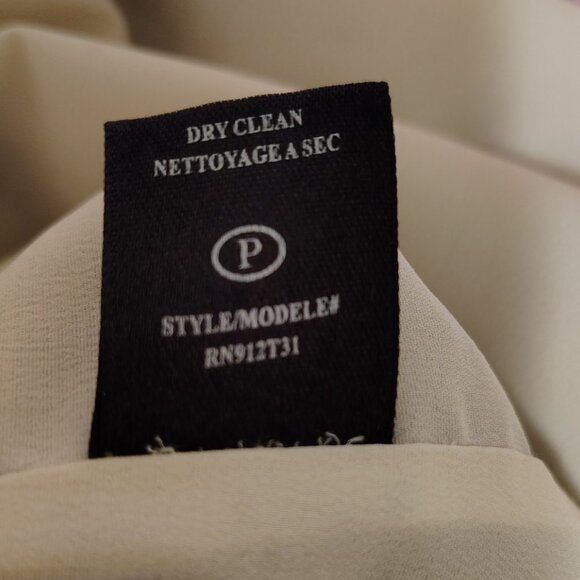 DRY CLEAN
NETTOYAGE A SEC
P
STYLE/MODELE#
RN912T31